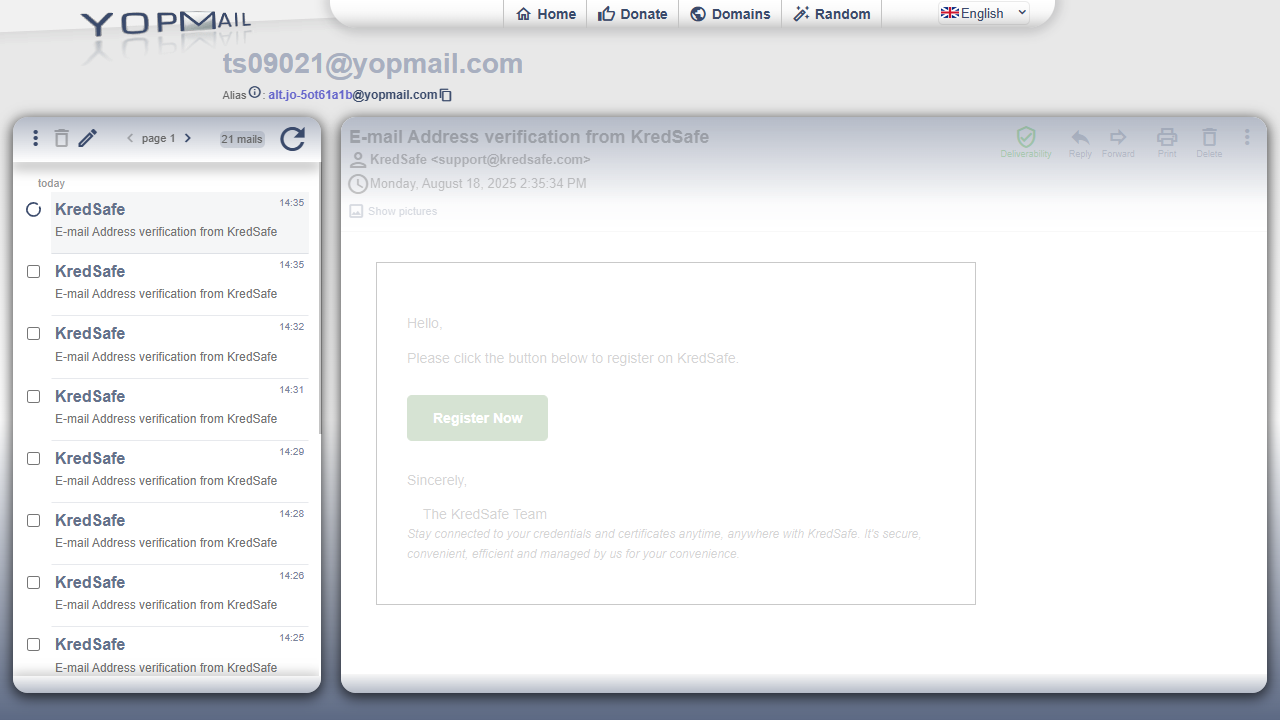 YOPMAIL
Home
Donate
Domains
Random
English
ts09021@yopmail.com
Alias : alt.jo-5ot61a1b@yopmail.com
page 1
21 mails
today
KredSafe 14:35
E-mail Address verification from KredSafe
KredSafe 14:35
E-mail Address verification from KredSafe
KredSafe 14:32
E-mail Address verification from KredSafe
KredSafe 14:31
E-mail Address verification from KredSafe
KredSafe 14:29
E-mail Address verification from KredSafe
KredSafe 14:28
E-mail Address verification from KredSafe
KredSafe 14:26
E-mail Address verification from KredSafe
KredSafe 14:25
E-mail Address verification from KredSafe
E-mail Address verification from KredSafe
KredSafe <support@kredsafe.com>
Monday, August 18, 2025 2:35:34 PM
Show pictures
Deliverability
Reply
Forward
Print
Delete
Hello,
Please click the button below to register on KredSafe.
Register Now
Sincerely,
The KredSafe Team
Stay connected to your credentials and certificates anytime, anywhere with KredSafe. It's secure,
convenient, efficient and managed by us for your convenience.